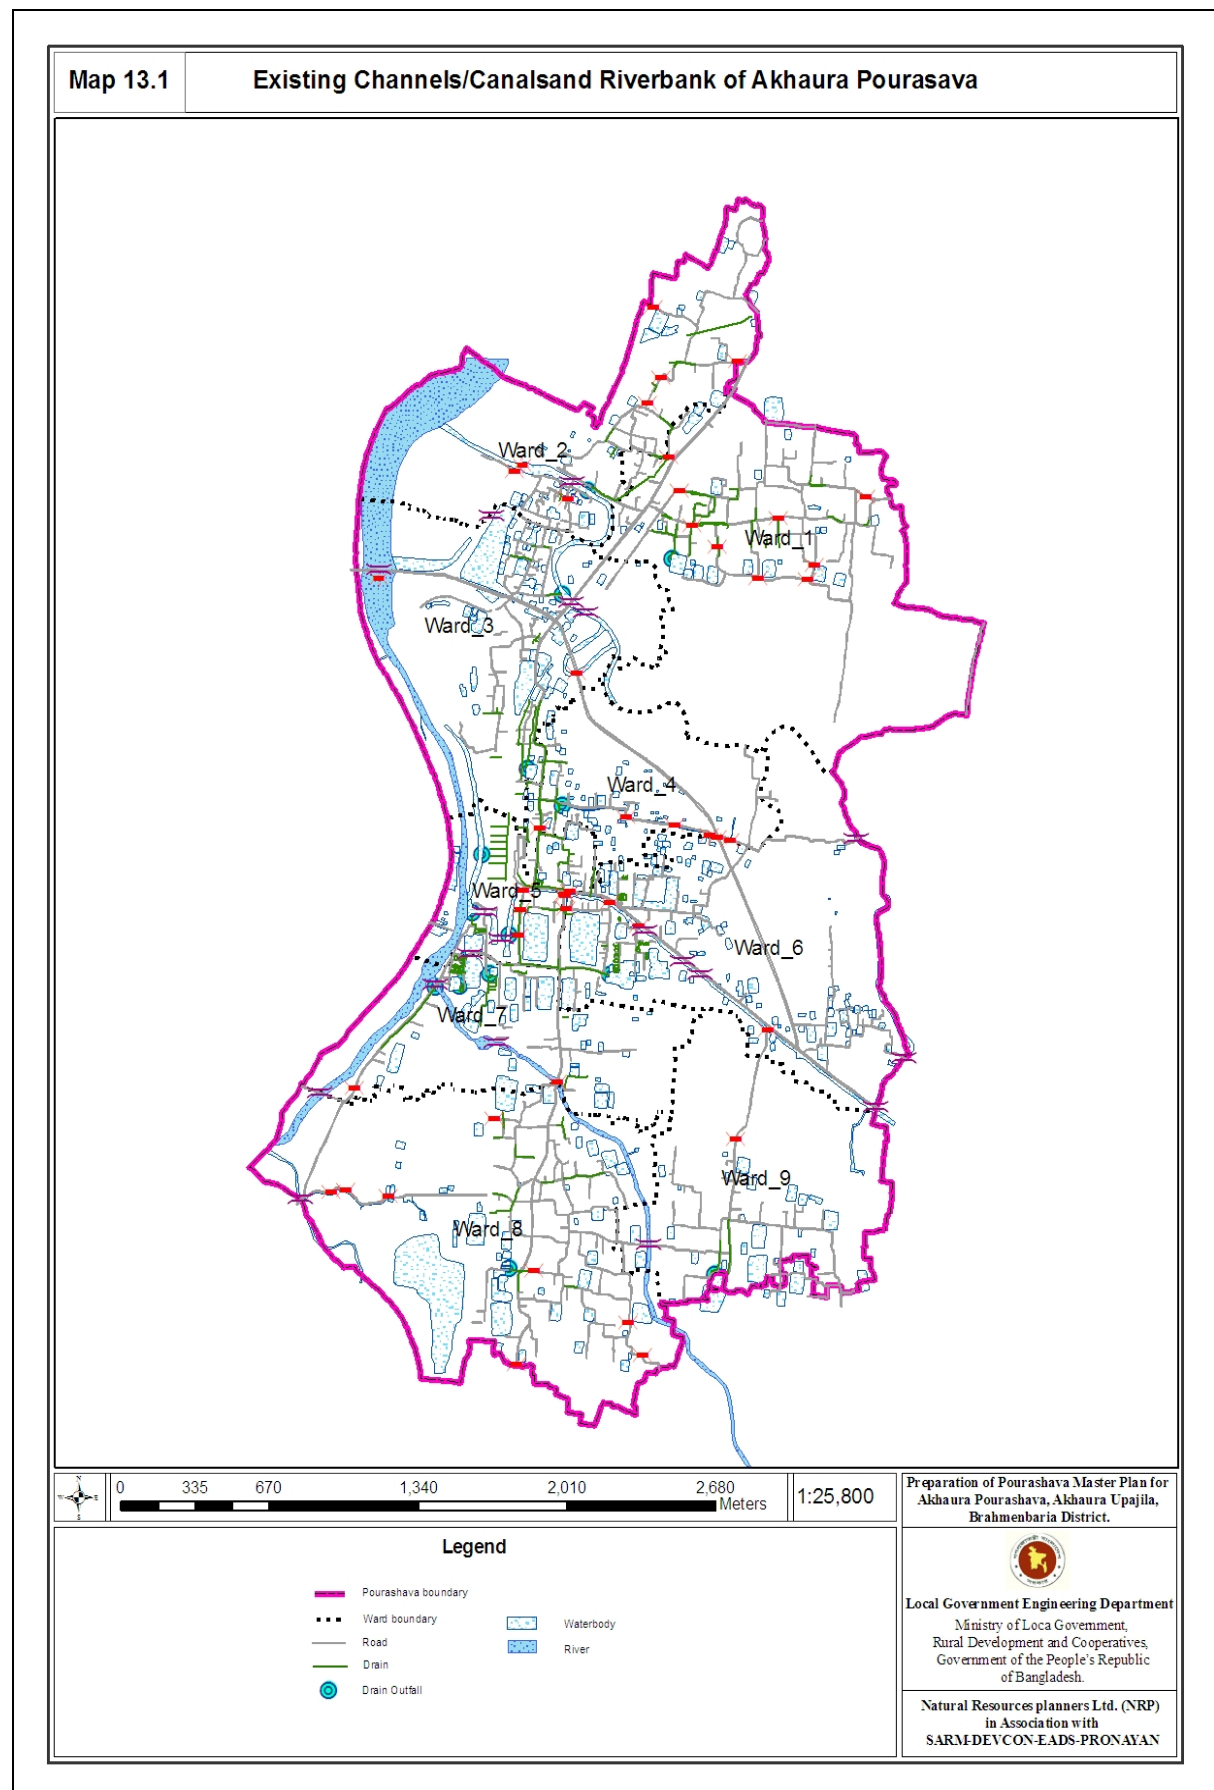 Map 13.1
Existing Channels/Canalsand Riverbank of Akhaura Pourasava
Ward_2
Ward_1
Ward_3
Ward_4
Ward_5
Ward_6
Ward_7
Ward_9
Ward_8
N
W
E
S
0 335 670 1,340 2,010 2,680
Meters
1:25,800
Legend
Pourashava boundary
Ward boundary
Road
Drain
Drain Outfall
Waterbody
River
Preparation of Pourashava Master Plan for
Akhaura Pourashava, Akhaura Upajila,
Brahmenbaria District.
Local Government Engineering Department
Ministry of Loca Government,
Rural Development and Cooperatives,
Government of the People's Republic
of Bangladesh.
Natural Resources planners Ltd. (NRP)
in Association with
SARM-DEVCON-EADS-PRONAYAN